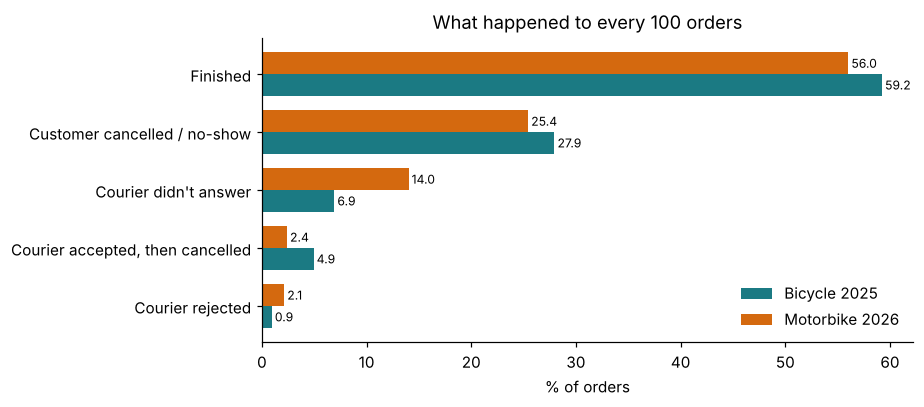 What happened to every 100 orders
Finished
56.0
59.2
Customer cancelled / no-show
25.4
27.9
Courier didn't answer
14.0
6.9
Courier accepted, then cancelled
2.4
4.9
Courier rejected
2.1
0.9
Bicycle 2025
Motorbike 2026
0 10 20 30 40 50 60
% of orders